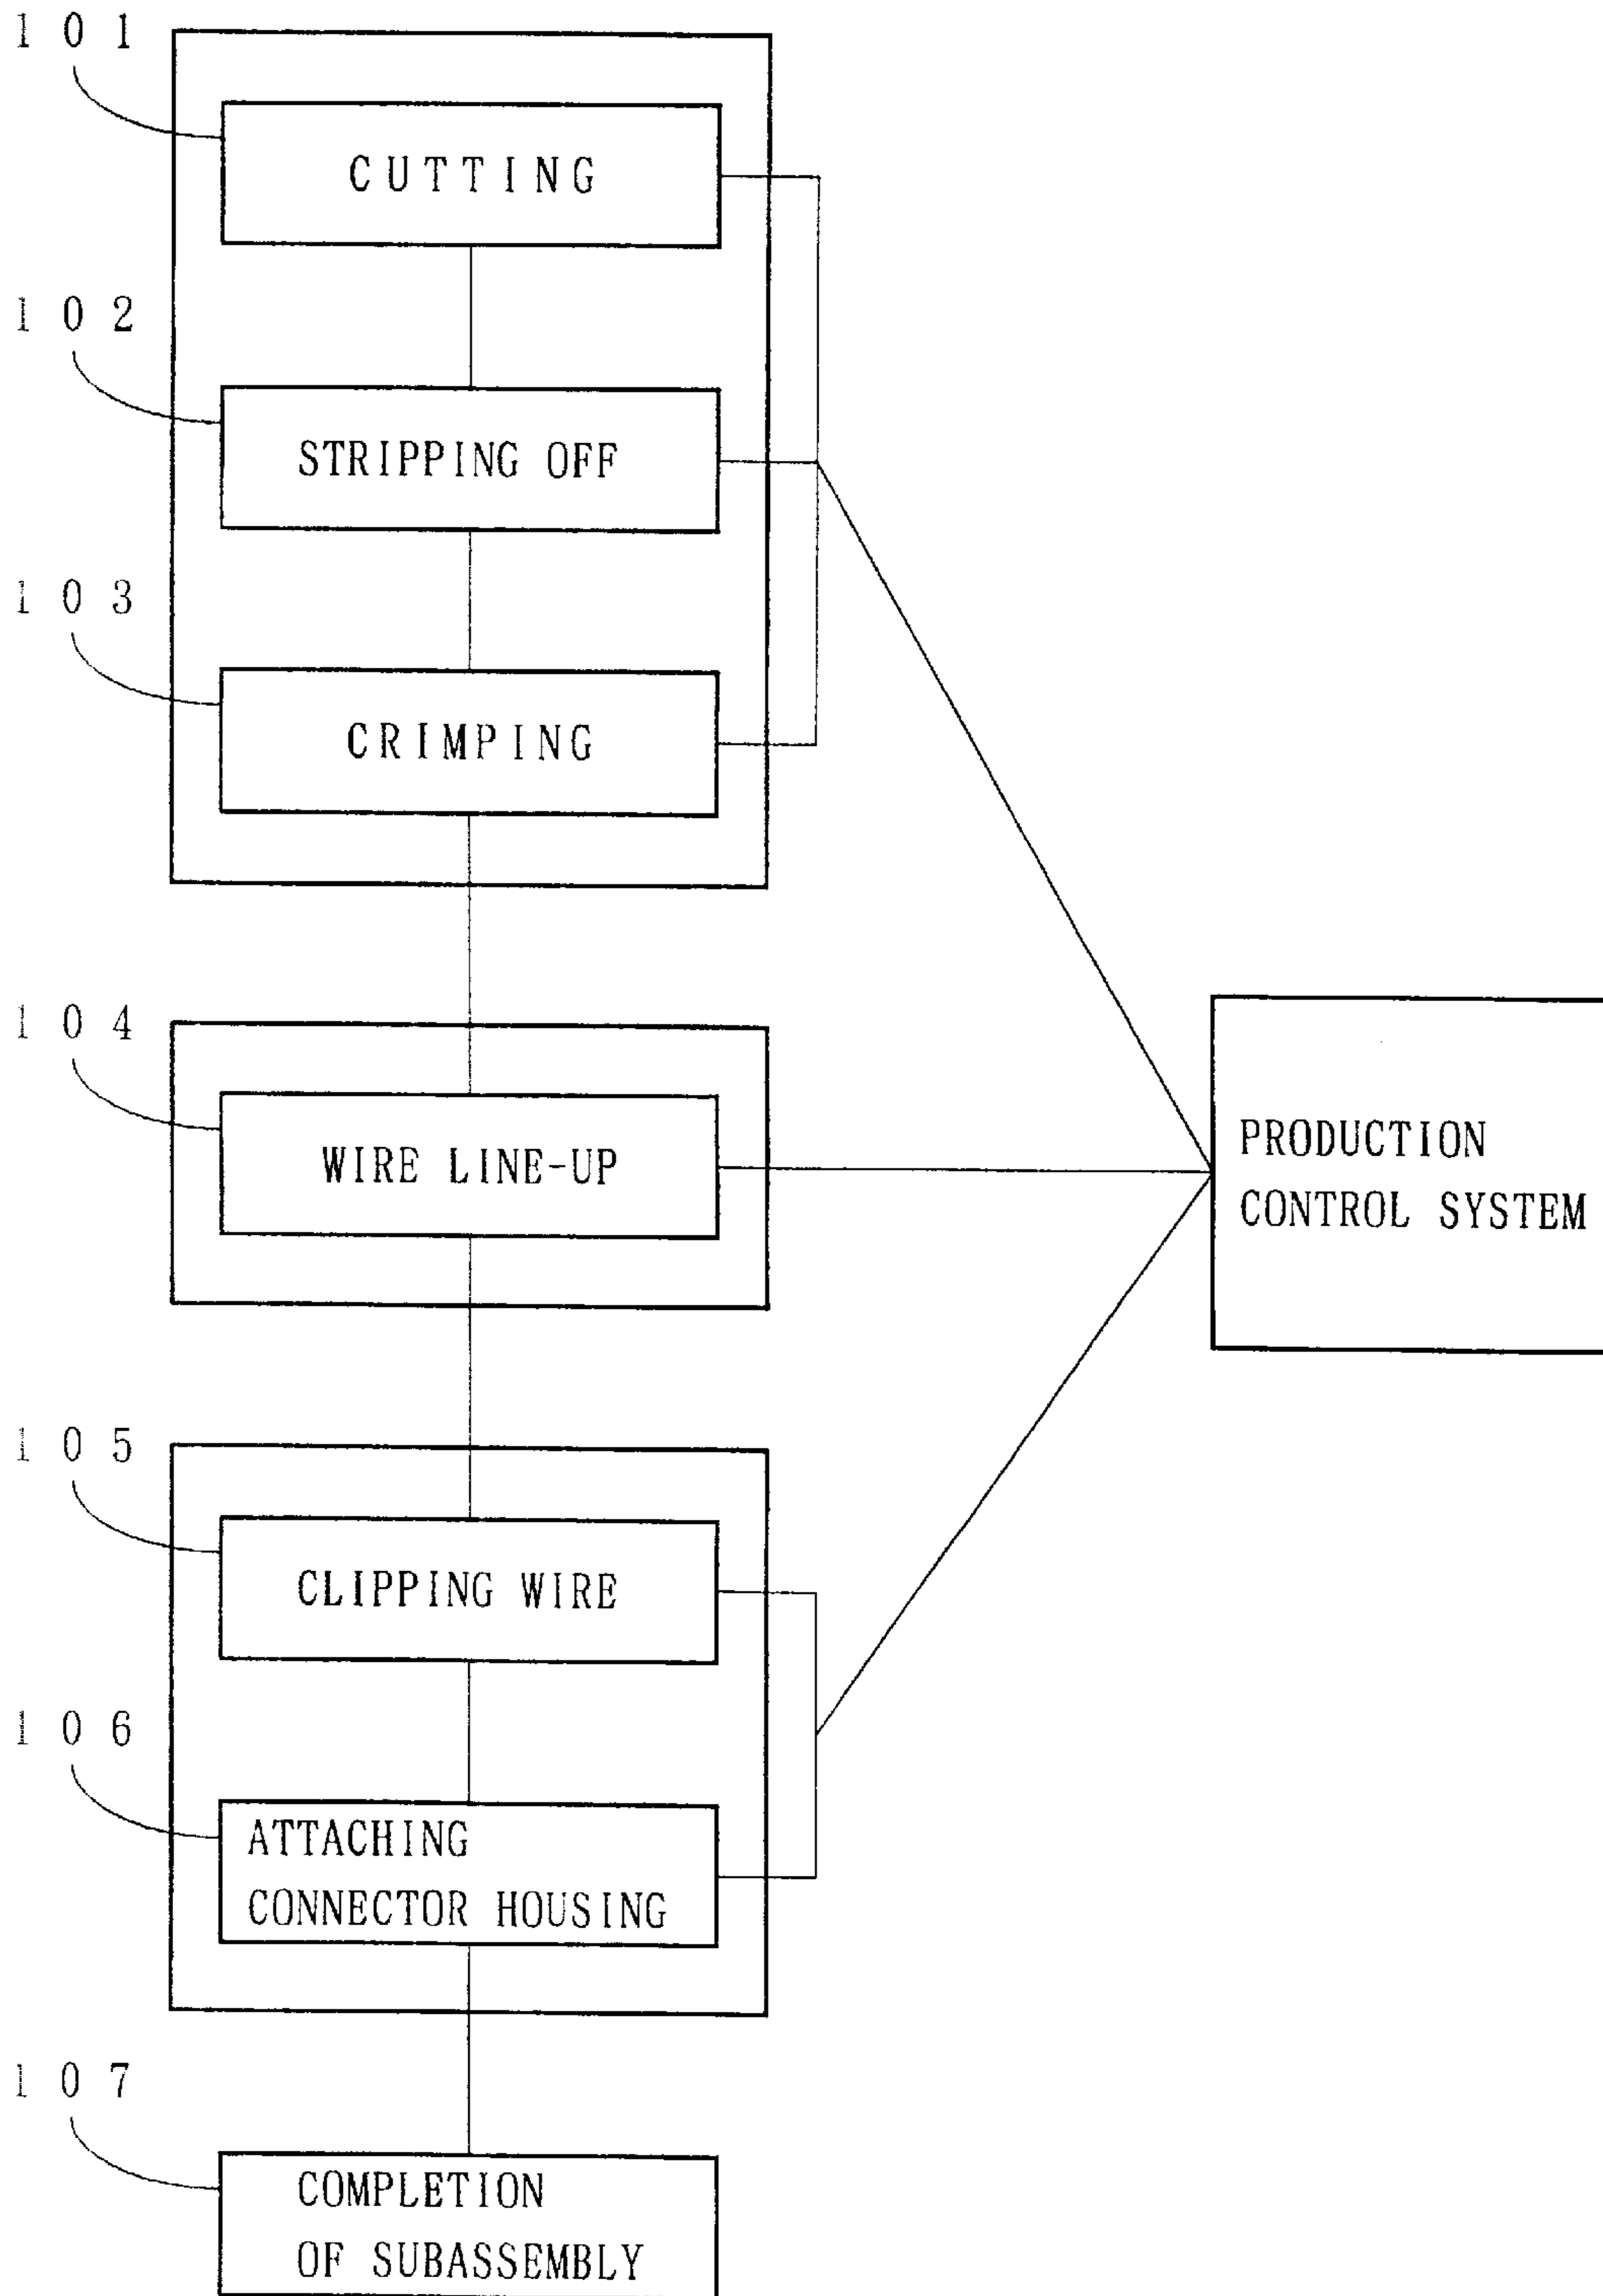 101
CUTTING
102
STRIPPING OFF
103
CRIMPING
104
WIRE LINE-UP
PRODUCTION
CONTROL SYSTEM
105
CLIPPING WIRE
106
ATTACHING
CONNECTOR HOUSING
107
COMPLETION
OF SUBASSEMBLY